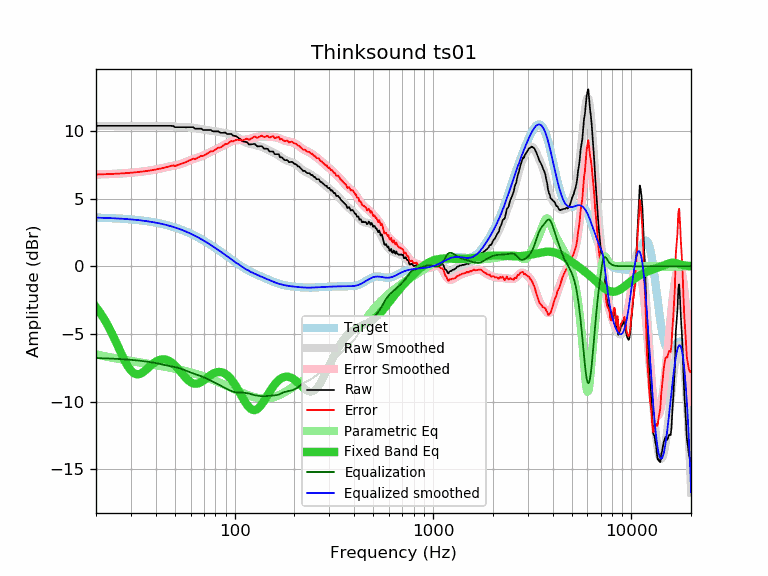 Thinksound ts01
Amplitude (dBr)
10
5
0
−5
−10
−15
Target
Raw Smoothed
Error Smoothed
Raw
Error
Parametric Eq
Fixed Band Eq
Equalization
Equalized smoothed
100
1000
10000
Frequency (Hz)